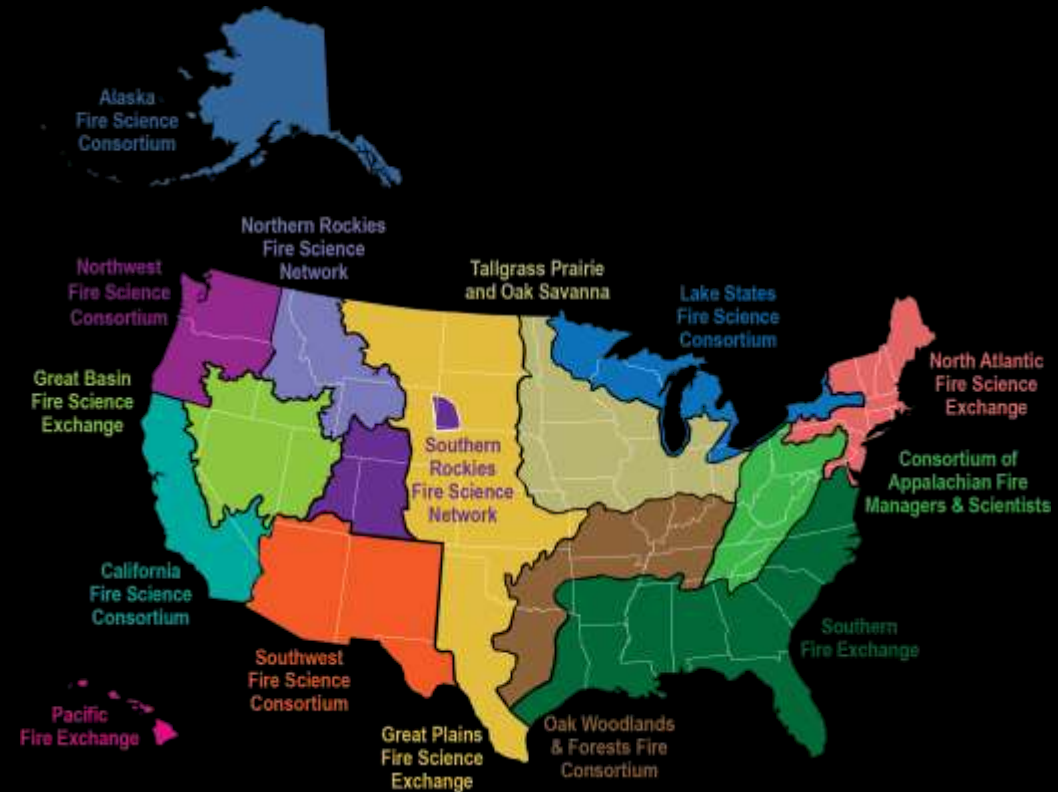 Alaska
Fire Science
Consortium
Northern Rockies
Fire Science
Network
Northwest
Fire Science
Consortium
Tallgrass Prairie
and Oak Savanna
Lake States
Fire Science
Consortium
North Atlantic
Fire Science
Exchange
Great Basin
Fire Science
Exchange
Southern
Rockies
Fire Science
Network
Consortium of
Appalachian Fire
Managers & Scientists
California
Fire Science
Consortium
Southern
Fire Exchange
Southwest
Fire Science
Consortium
Pacific
Fire Exchange
Great Plains
Fire Science
Exchange
Oak Woodlands
& Forests Fire
Consortium